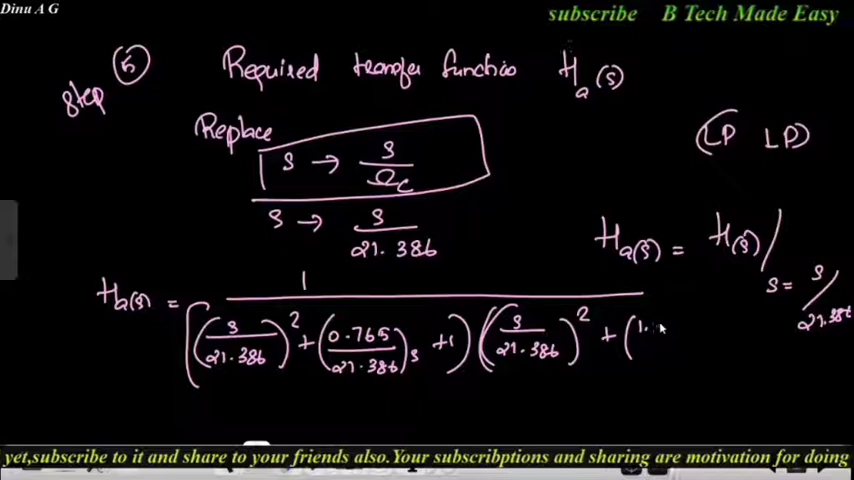 Dinu A G
subscribe B Tech Made Easy
Step 5 Required transfer function Ha(s)
Replace
(LP LP)
s → s/Ωc
s → s/21.386
Ha(s) = H(s)/s = s/21.386
Ha(s) = 1/[((s/21.386)² + (0.765/21.386)s + 1)((s/21.386)² + (1.
yet,subscribe to it and share to your friends also.Your subscribptions and sharing are motivation for doing